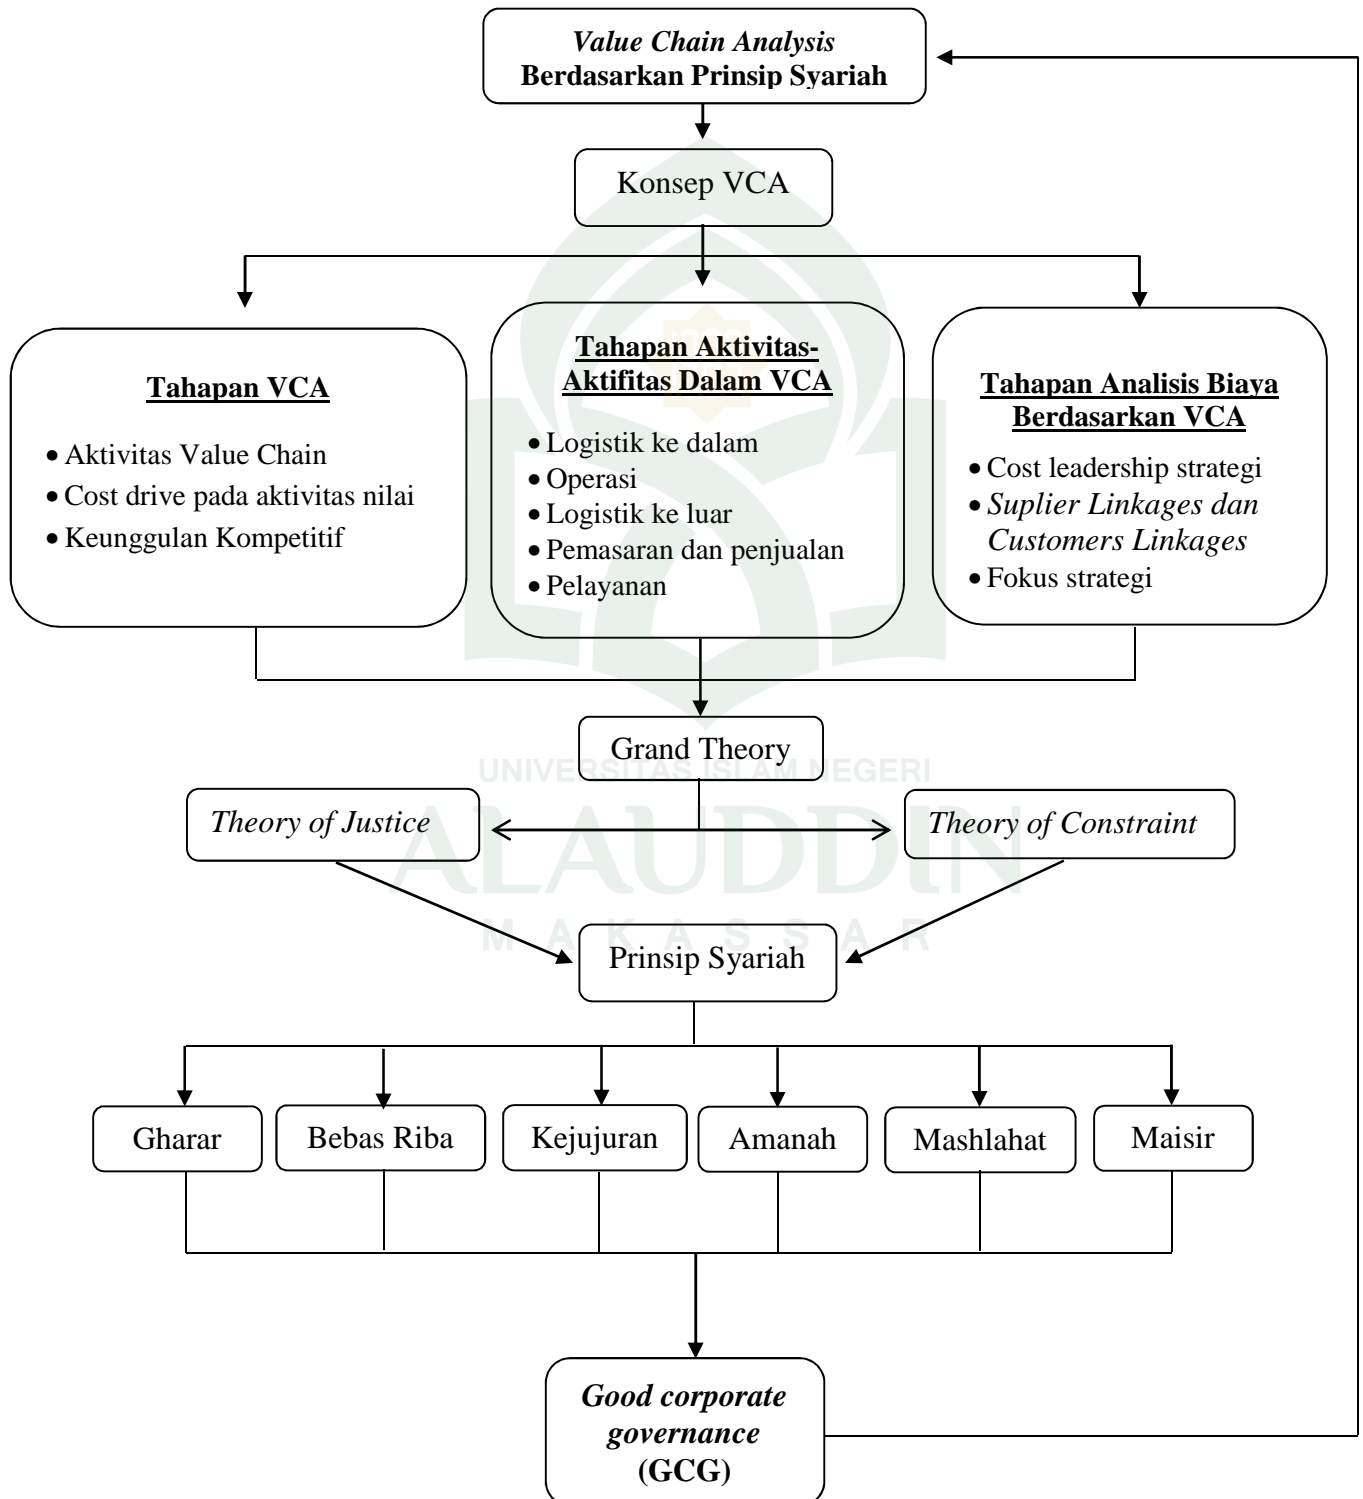 Value Chain Analysis
Berdasarkan Prinsip Syariah
Konsep VCA
Tahapan VCA
• Aktivitas Value Chain
• Cost drive pada aktivitas nilai
• Keunggulan Kompetitif
Tahapan Aktivitas-
Aktifitas Dalam VCA
• Logistik ke dalam
• Operasi
• Logistik ke luar
• Pemasaran dan penjualan
• Pelayanan
Tahapan Analisis Biaya
Berdasarkan VCA
• Cost leadership strategi
• Suplier Linkages dan
Customers Linkages
• Fokus strategi
Grand Theory
UNIVERSITAS ISLAM NEGERI
Theory of Justice
Theory of Constraint
ALAUDDIN
MAKASSAR
Prinsip Syariah
Gharar
Bebas Riba
Kejujuran
Amanah
Mashlahat
Maisir
Good corporate
governance
(GCG)